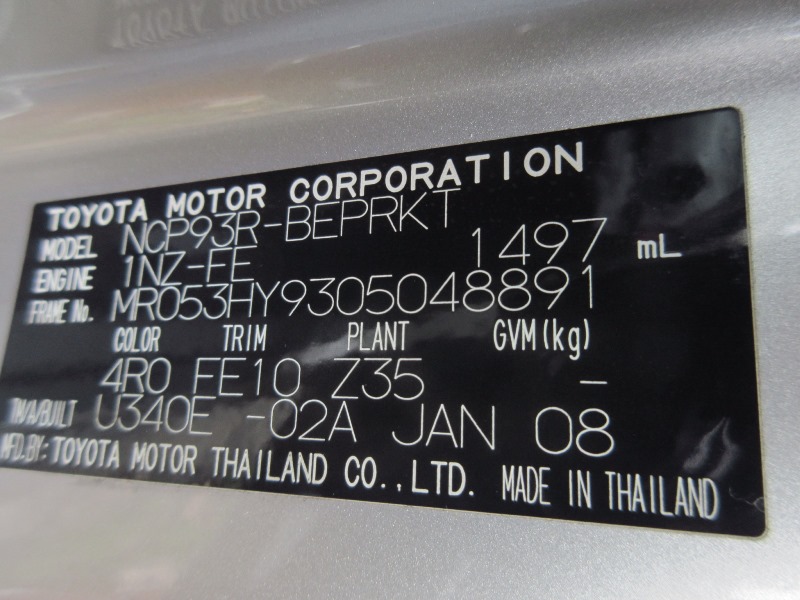 TOYOTA MOTOR CORPORATION
MODEL NCP93R-BEPRKT
ENGINE 1NZ-FE 1497 mL
FRAME No. MR053HY9305048891
COLOR TRIM PLANT GVM(kg)
4R0 FE10 Z35 –
TM/A/BUILT U340E -02A JAN 08
MFD.BY: TOYOTA MOTOR THAILAND CO.,LTD. MADE IN THAILAND